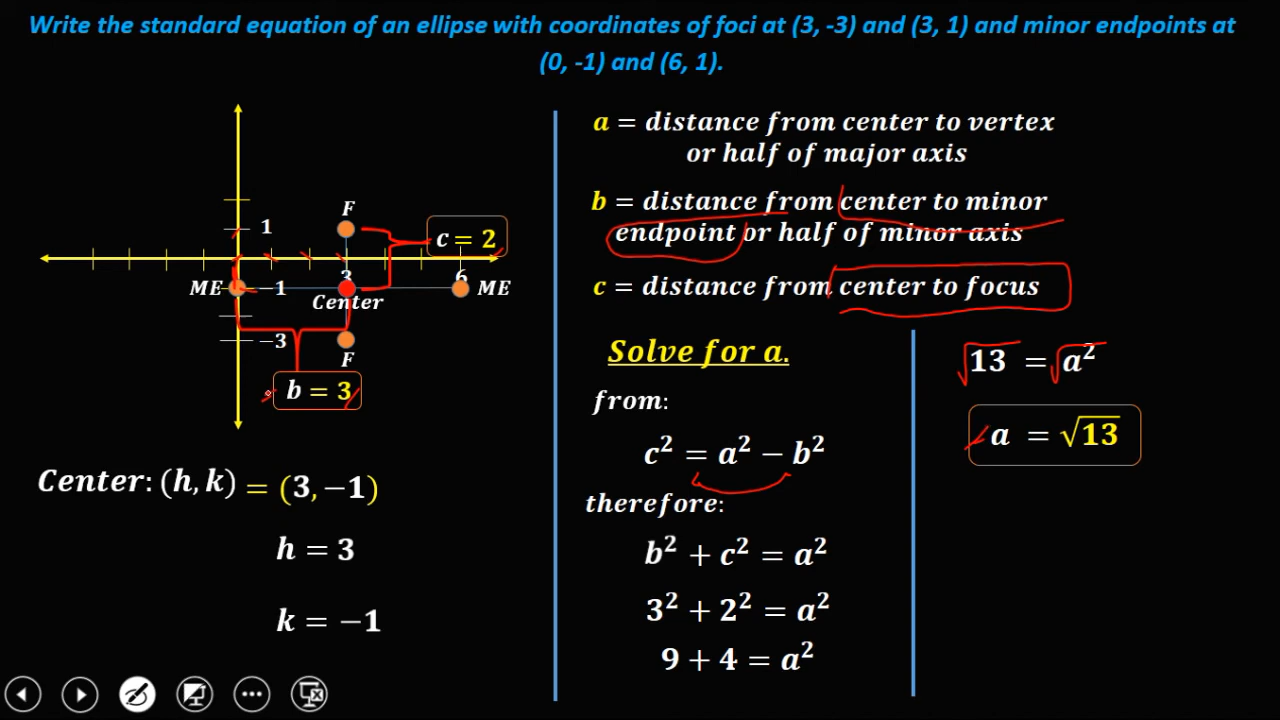 Write the standard equation of an ellipse with coordinates of foci at (3, -3) and (3, 1) and minor endpoints at
(0, -1) and (6, 1).
F
1
c = 2
3
6
ME
−1
ME
Center
−3
F
b = 3
Center: (h, k) = (3, −1)
h = 3
k = −1
a = distance from center to vertex
or half of major axis
b = distance from center to minor
endpoint or half of minor axis
c = distance from center to focus
Solve for a.
from:
c² = a² − b²
therefore:
b² + c² = a²
3² + 2² = a²
9 + 4 = a²
√13 = √a²
a = √13